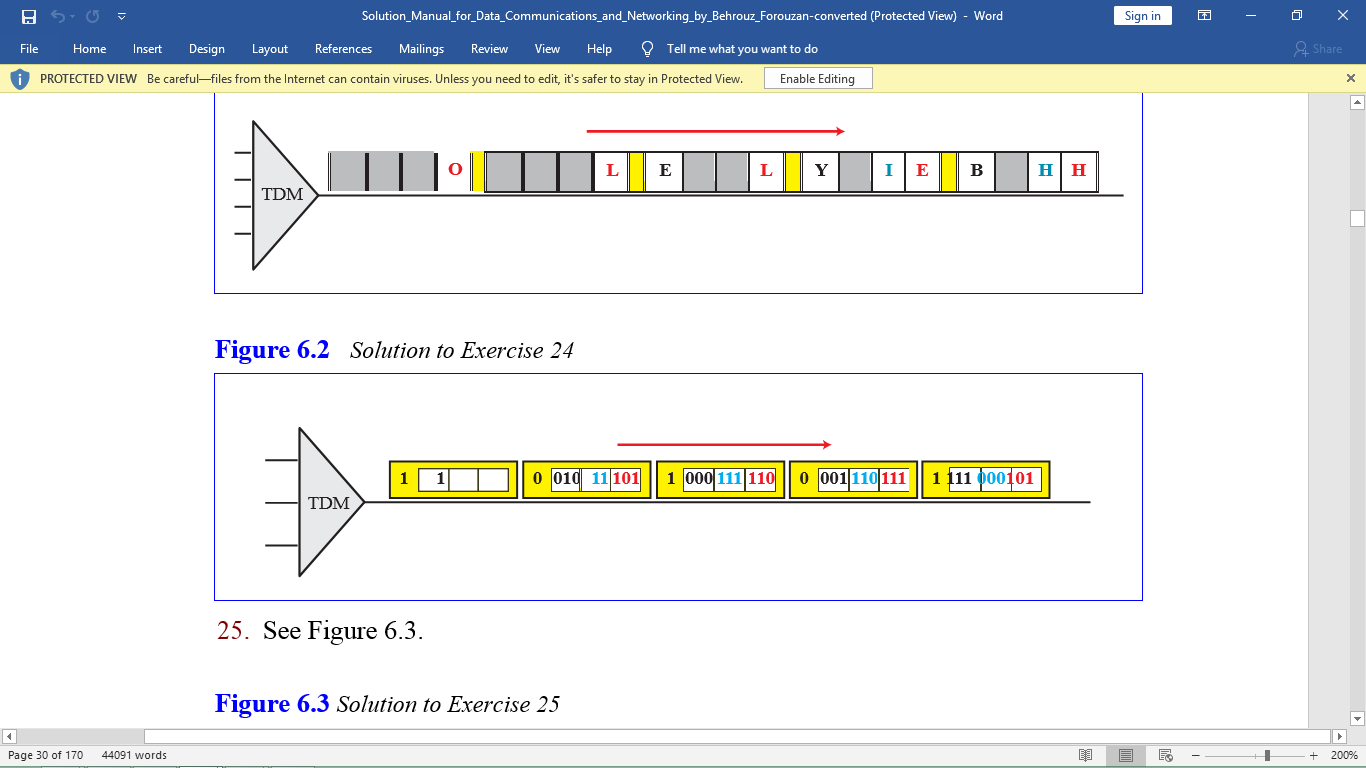 Solution_Manual_for_Data_Communications_and_Networking_by_Behrouz_Forouzan-converted (Protected View) - Word
Sign in
File Home Insert Design Layout References Mailings Review View Help Tell me what you want to do Share
PROTECTED VIEW Be careful—files from the Internet can contain viruses. Unless you need to edit, it's safer to stay in Protected View. Enable Editing
O L E L Y I E B H H
TDM
Figure 6.2 Solution to Exercise 24
1 1 0 010 11 101 1 000 111 110 0 001 110 111 1 111 000 101
TDM
25. See Figure 6.3.
Figure 6.3 Solution to Exercise 25
Page 30 of 170 44091 words 200%